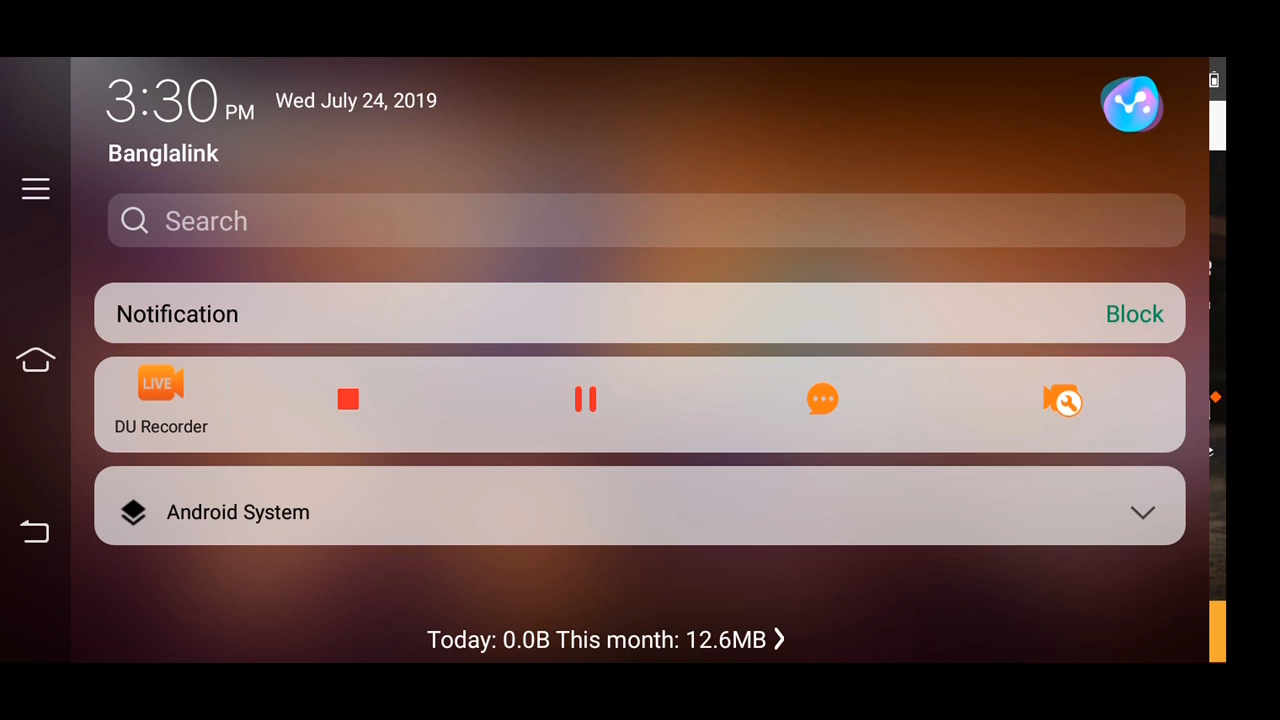 3:30 PM Wed July 24, 2019
Banglalink
Search
Notification Block
LIVE
DU Recorder
Android System
Today: 0.0B This month: 12.6MB